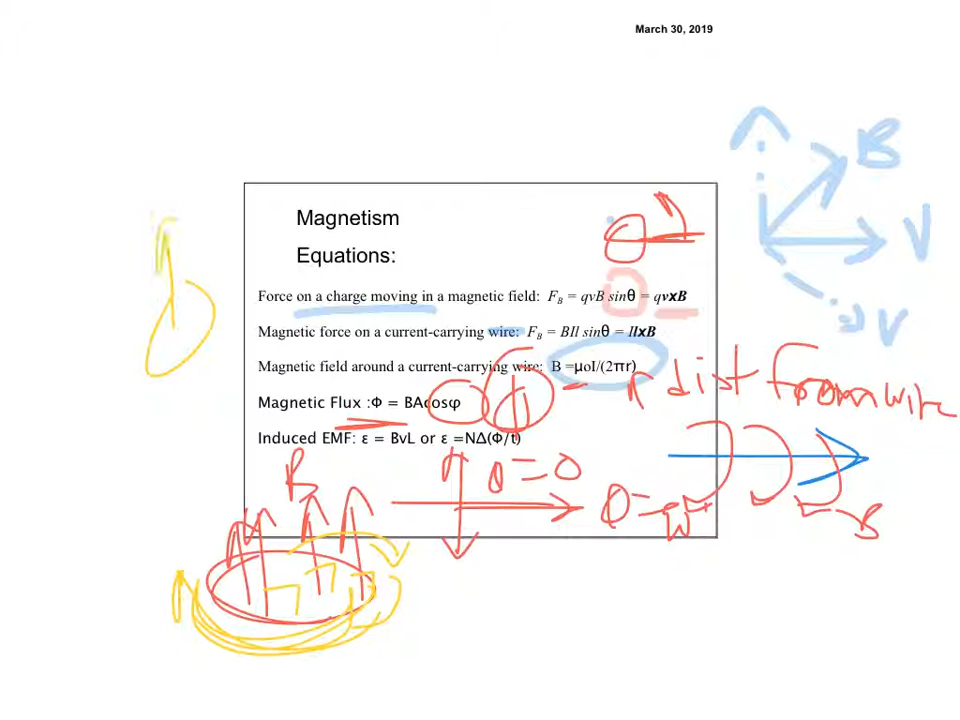 March 30, 2019
B
V
V
Magnetism
Equations:
Force on a charge moving in a magnetic field: F_B = qvB sinθ = qvxB
Magnetic force on a current-carrying wire: F_B = BIl sinθ = IlxB
Magnetic field around a current-carrying wire: B =μoI/(2πr)
r dist from wire
Magnetic Flux :Φ = BAcosφ
Induced EMF: ε = BvL or ε =NΔ(Φ/t)
B
θ=0
B